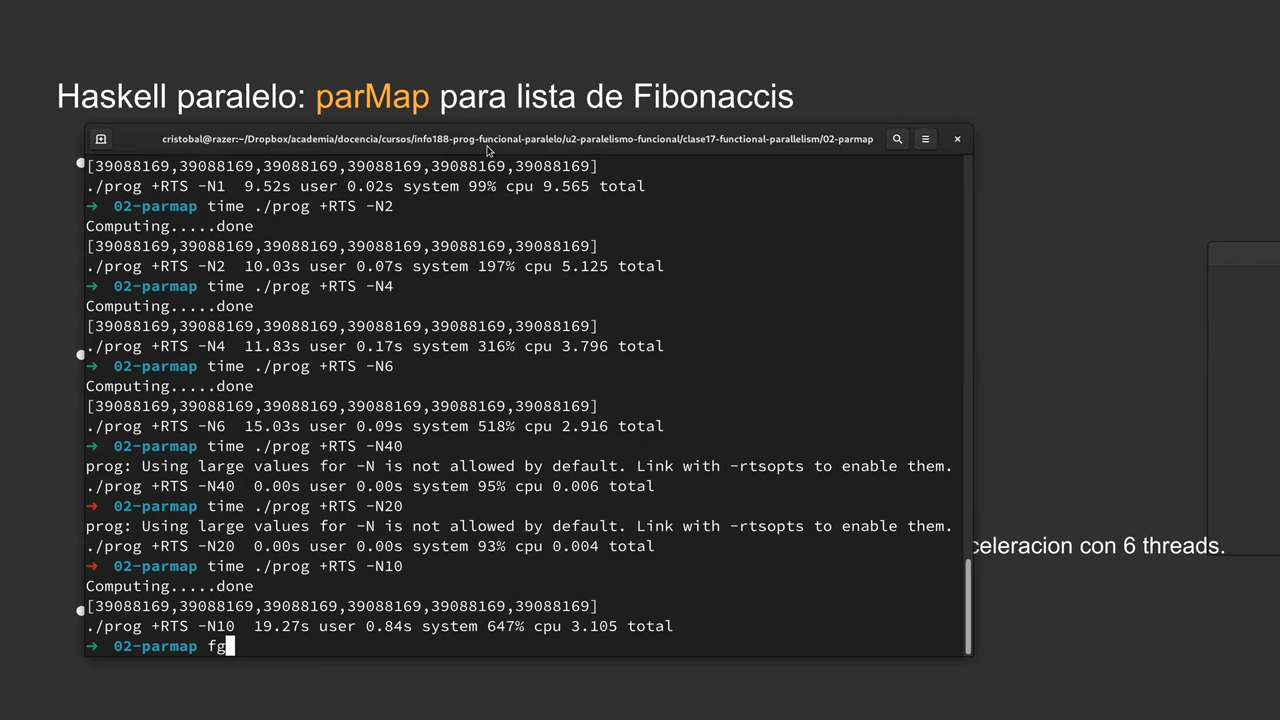 Haskell paralelo: parMap para lista de Fibonaccis
cristobal@razer:~/Dropbox/academia/docencia/cursos/info188-prog-funcional-paralelo/u2-paralelismo-funcional/clase17-functional-parallelism/02-parmap
[39088169,39088169,39088169,39088169,39088169,39088169]
./prog +RTS -N1  9.52s user 0.02s system 99% cpu 9.565 total
→  02-parmap time ./prog +RTS -N2
Computing.....done
[39088169,39088169,39088169,39088169,39088169,39088169]
./prog +RTS -N2  10.03s user 0.07s system 197% cpu 5.125 total
→  02-parmap time ./prog +RTS -N4
Computing.....done
[39088169,39088169,39088169,39088169,39088169,39088169]
./prog +RTS -N4  11.83s user 0.17s system 316% cpu 3.796 total
→  02-parmap time ./prog +RTS -N6
Computing.....done
[39088169,39088169,39088169,39088169,39088169,39088169]
./prog +RTS -N6  15.03s user 0.09s system 518% cpu 2.916 total
→  02-parmap time ./prog +RTS -N40
prog: Using large values for -N is not allowed by default. Link with -rtsopts to enable them.
./prog +RTS -N40  0.00s user 0.00s system 95% cpu 0.006 total
→  02-parmap time ./prog +RTS -N20
prog: Using large values for -N is not allowed by default. Link with -rtsopts to enable them.
./prog +RTS -N20  0.00s user 0.00s system 93% cpu 0.004 total
→  02-parmap time ./prog +RTS -N10
Computing.....done
[39088169,39088169,39088169,39088169,39088169,39088169]
./prog +RTS -N10  19.27s user 0.84s system 647% cpu 3.105 total
→  02-parmap fg
celeracion con 6 threads.